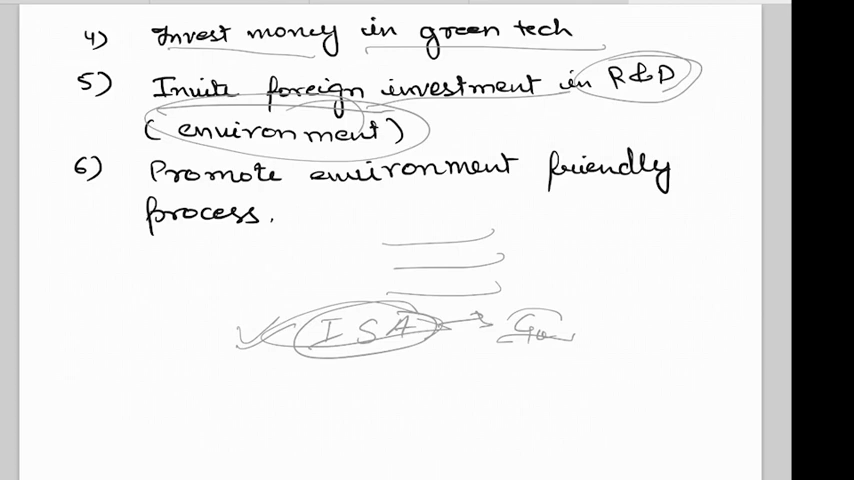 4) Invest money in green tech
5) Invite foreign investment in R&D
(environment)
6) Promote environment friendly
process.
ISA